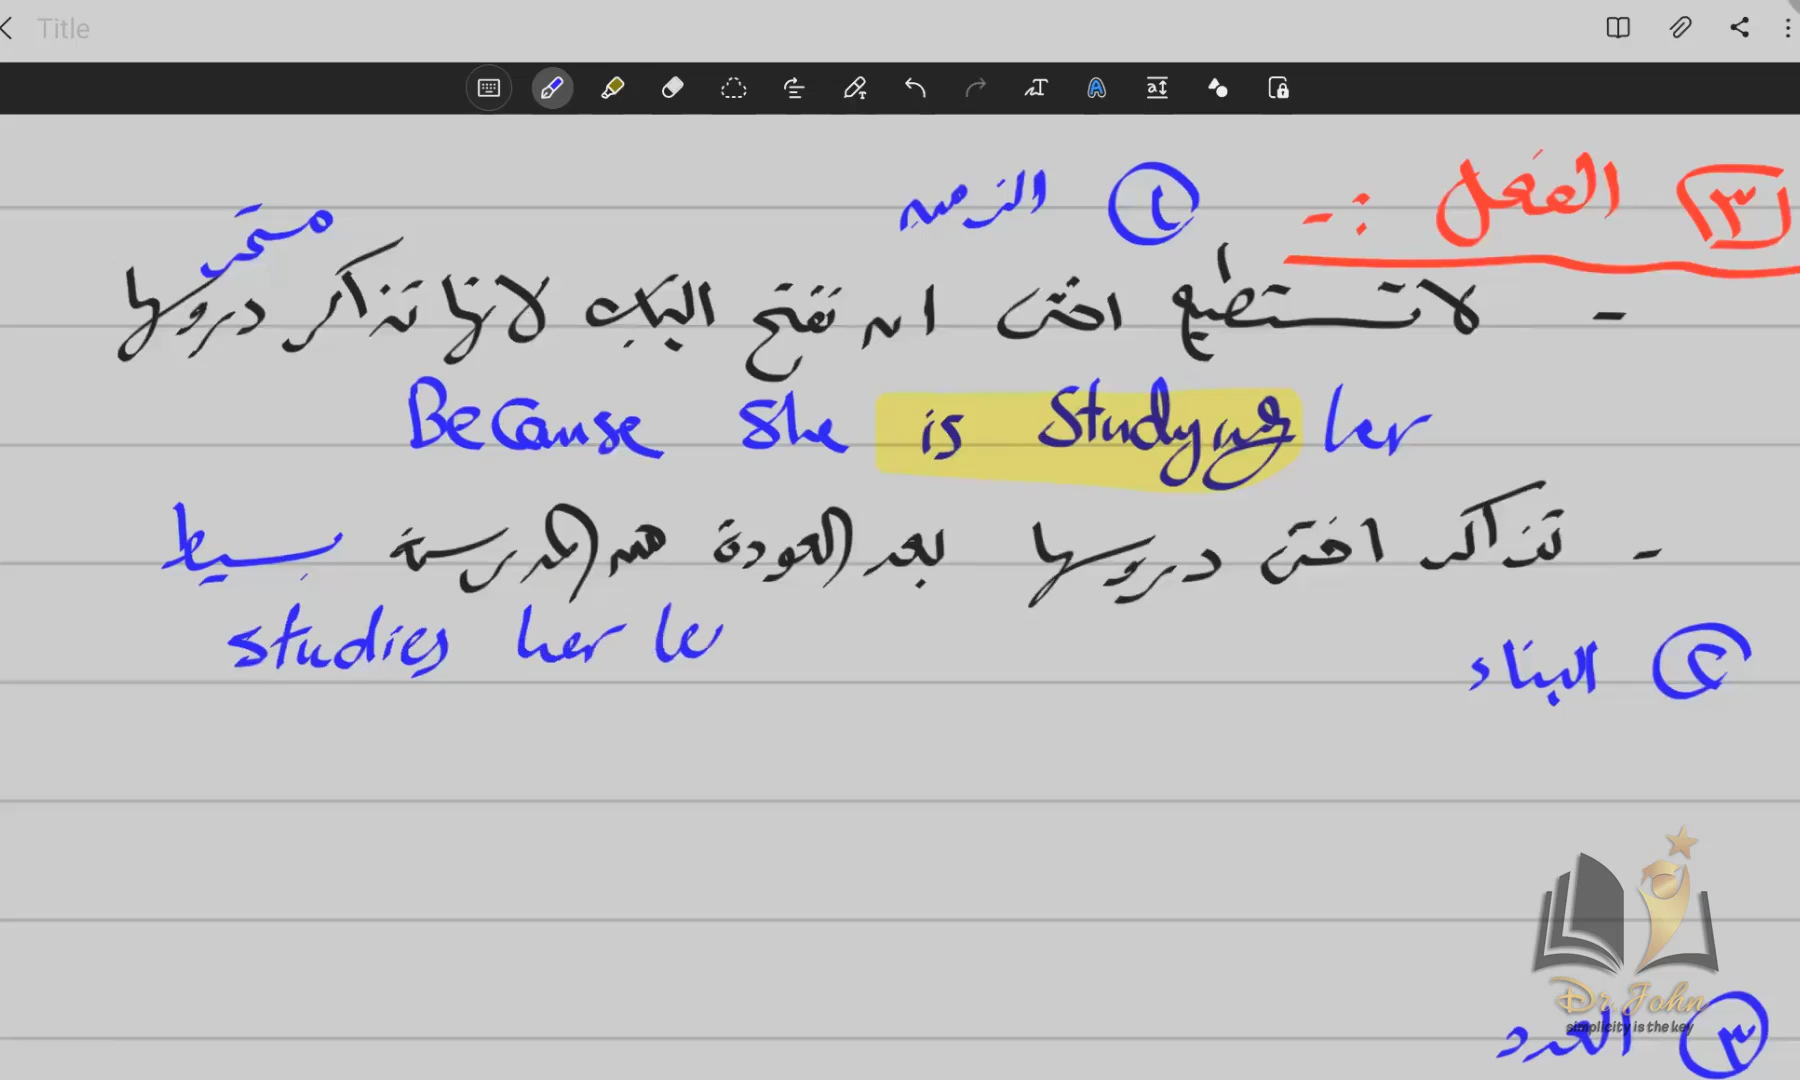 Title
٣ الفعل :-
١ الزمن
مستمر
- لا تستطيع اختى ان تفتح الباب لانها تذاكر دروسها
Because she is Studying her
- تذاكر اختى دروسها بعد العودة من المدرسة بسيط
studies her le
٢ البناء
Dr. John
simplicity is the key
٣ العدد